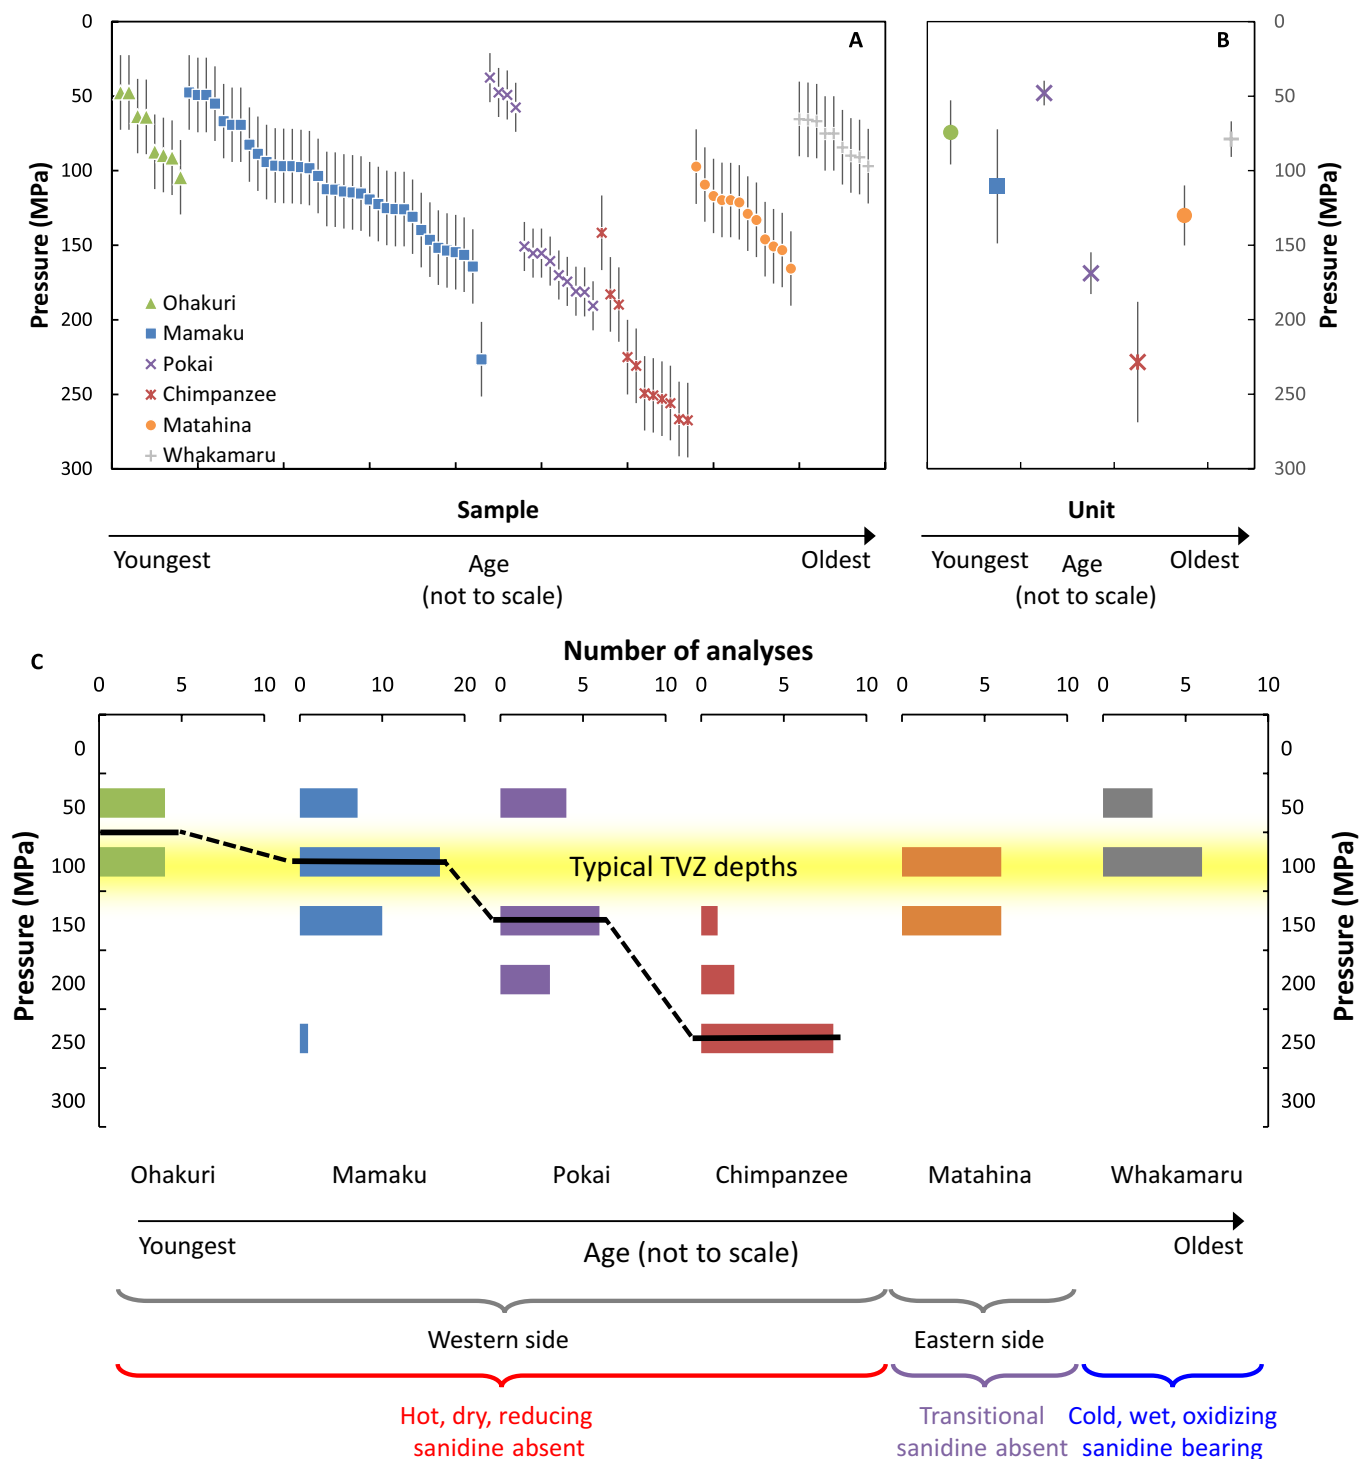 A
B
0
50
100
150
200
250
300
Pressure (MPa)
Ohakuri
Mamaku
Pokai
Chimpanzee
Matahina
Whakamaru
0
50
100
150
200
250
300
Pressure (MPa)
Sample
Unit
Youngest
Age
(not to scale)
Oldest
Youngest
Age
(not to scale)
Oldest
C
Number of analyses
0 5 10 0 10 20 0 5 10 0 5 10 0 5 10 0 5 10
0
50
100
150
200
250
300
Pressure (MPa)
Typical TVZ depths
0
50
100
150
200
250
300
Pressure (MPa)
Ohakuri Mamaku Pokai Chimpanzee Matahina Whakamaru
Youngest Age (not to scale) Oldest
Western side Eastern side
Hot, dry, reducing
sanidine absent
Transitional
sanidine absent
Cold, wet, oxidizing
sanidine bearing